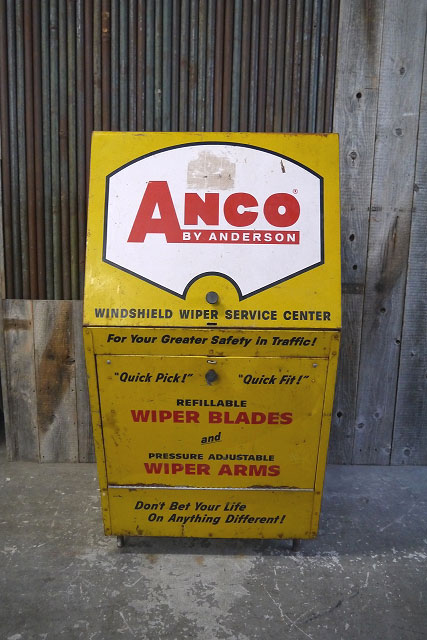 ANCO®
BY ANDERSON
WINDSHIELD WIPER SERVICE CENTER
For Your Greater Safety in Traffic!
"Quick Pick!" "Quick Fit!"
REFILLABLE
WIPER BLADES
and
PRESSURE ADJUSTABLE
WIPER ARMS
Don't Bet Your Life
On Anything Different!